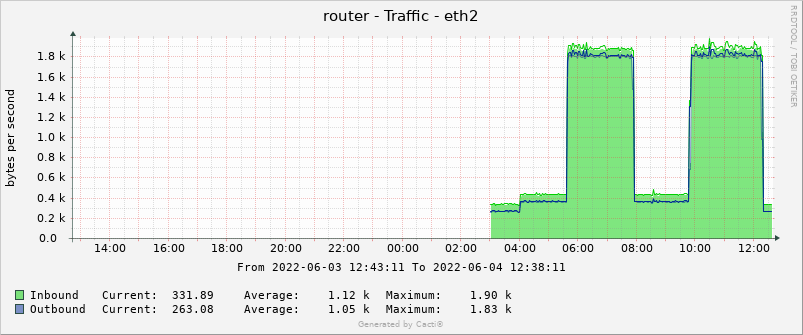 router - Traffic - eth2
RRDTOOL / TOBI OETIKER
bytes per second
1.8 k
1.6 k
1.4 k
1.2 k
1.0 k
0.8 k
0.6 k
0.4 k
0.2 k
0.0
14:00 16:00 18:00 20:00 22:00 00:00 02:00 04:00 06:00 08:00 10:00 12:00
From 2022-06-03 12:43:11 To 2022-06-04 12:38:11
Inbound Current: 331.89 Average: 1.12 k Maximum: 1.90 k
Outbound Current: 263.08 Average: 1.05 k Maximum: 1.83 k
Generated by Cacti®